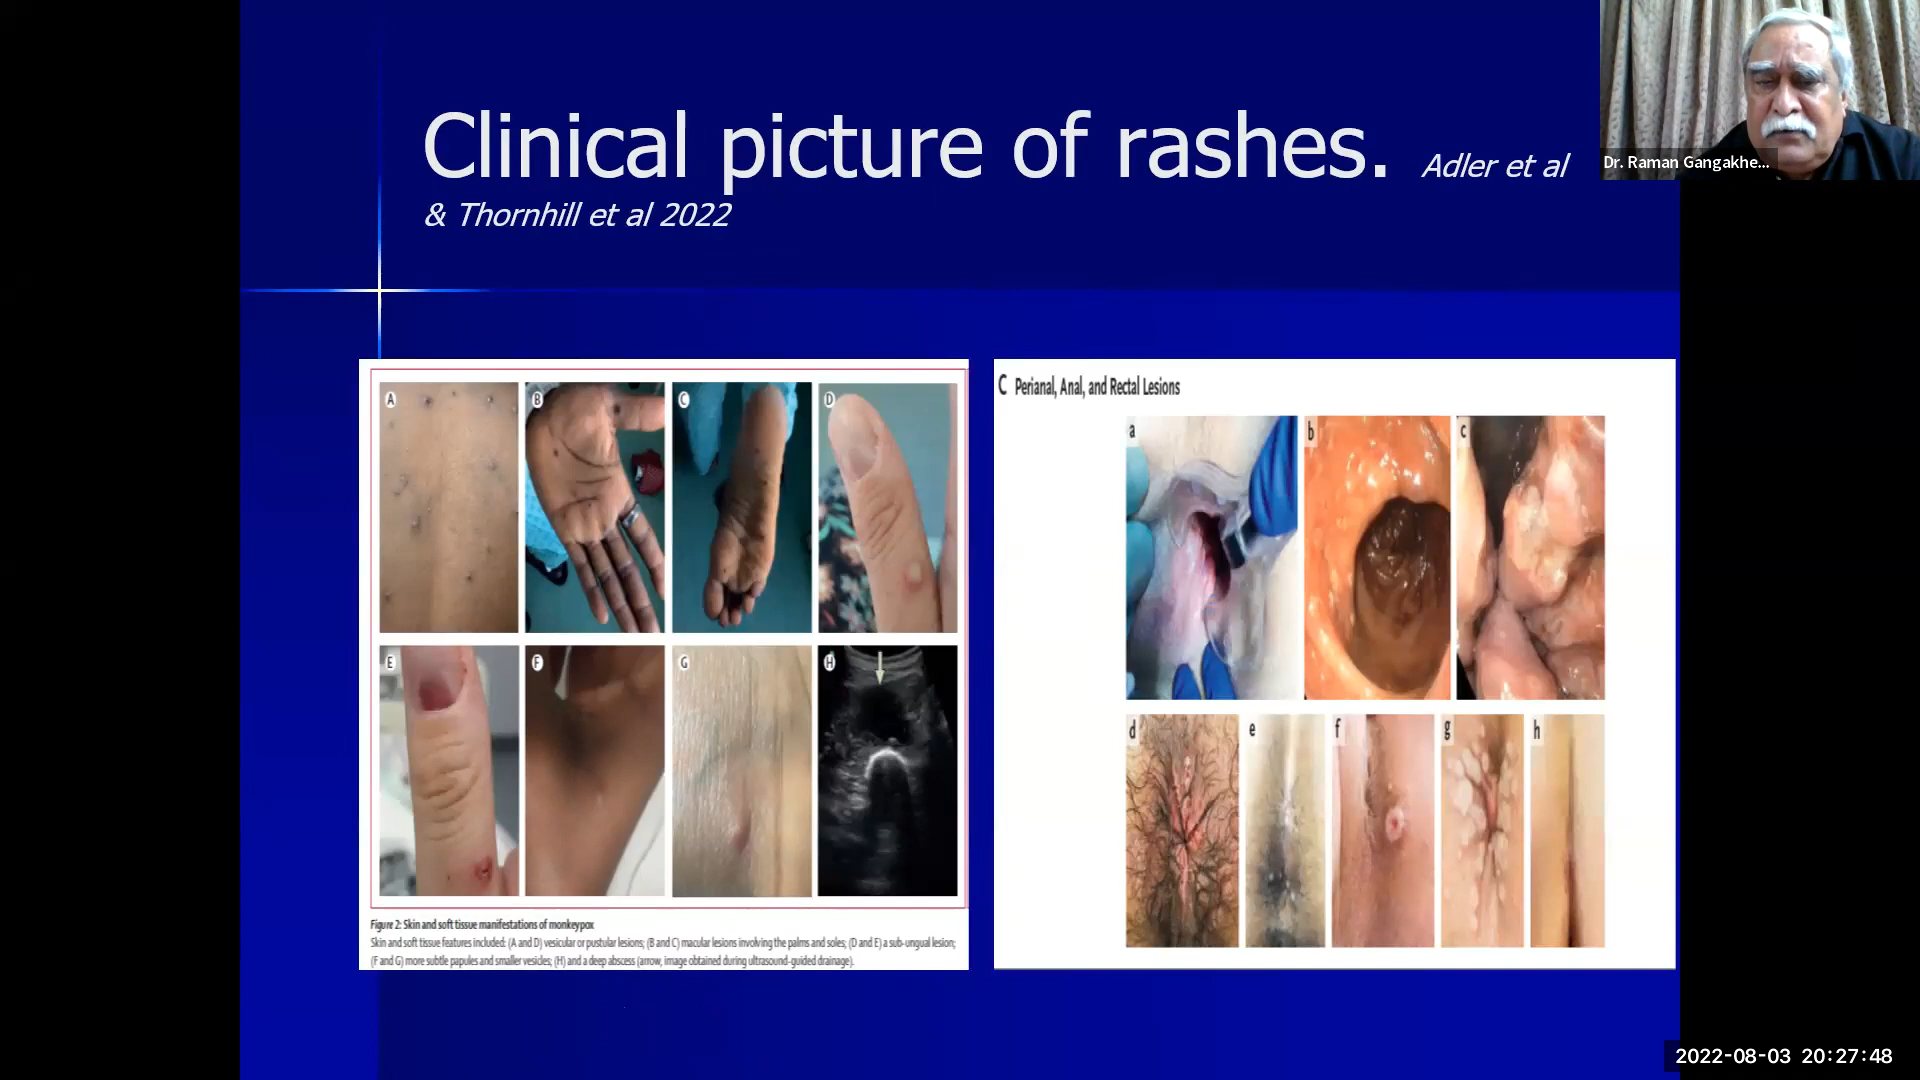 Clinical picture of rashes. Adler et al
& Thornhill et al 2022
Dr. Raman Gangakhe...
A
B
C
D
E
F
G
H
Figure 2: Skin and soft tissue manifestations of monkeypox
Skin and soft tissue features included: (A and D) vesicular or pustular lesions; (B and C) macular lesions involving the palms and soles; (D and E) a sub-ungual lesion;
(F and G) more subtle papules and smaller vesicles; (H) and a deep abscess (arrow, image obtained during ultrasound-guided drainage).
C Perianal, Anal, and Rectal Lesions
a
b
c
d
e
f
g
h
2022-08-03 20:27:48